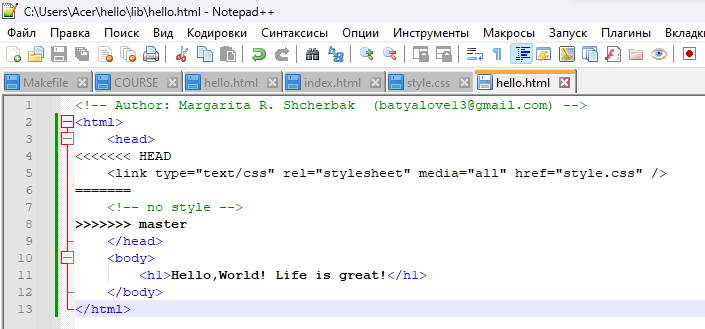 C:\Users\Acer\hello\lib\hello.html - Notepad++
Файл Правка Поиск Вид Кодировки Синтаксисы Опции Инструменты Макросы Запуск Плагины Вкладк
Makefile COURSE hello.html index.html style.css hello.html
1 <!-- Author: Margarita R. Shcherbak  (batyalove13@gmail.com) -->
2 <html>
3     <head>
4 <<<<<<< HEAD
5     <link type="text/css" rel="stylesheet" media="all" href="style.css" />
6 =======
7     <!-- no style -->
8 >>>>>>> master
9     </head>
10     <body>
11         <h1>Hello,World! Life is great!</h1>
12     </body>
13 </html>